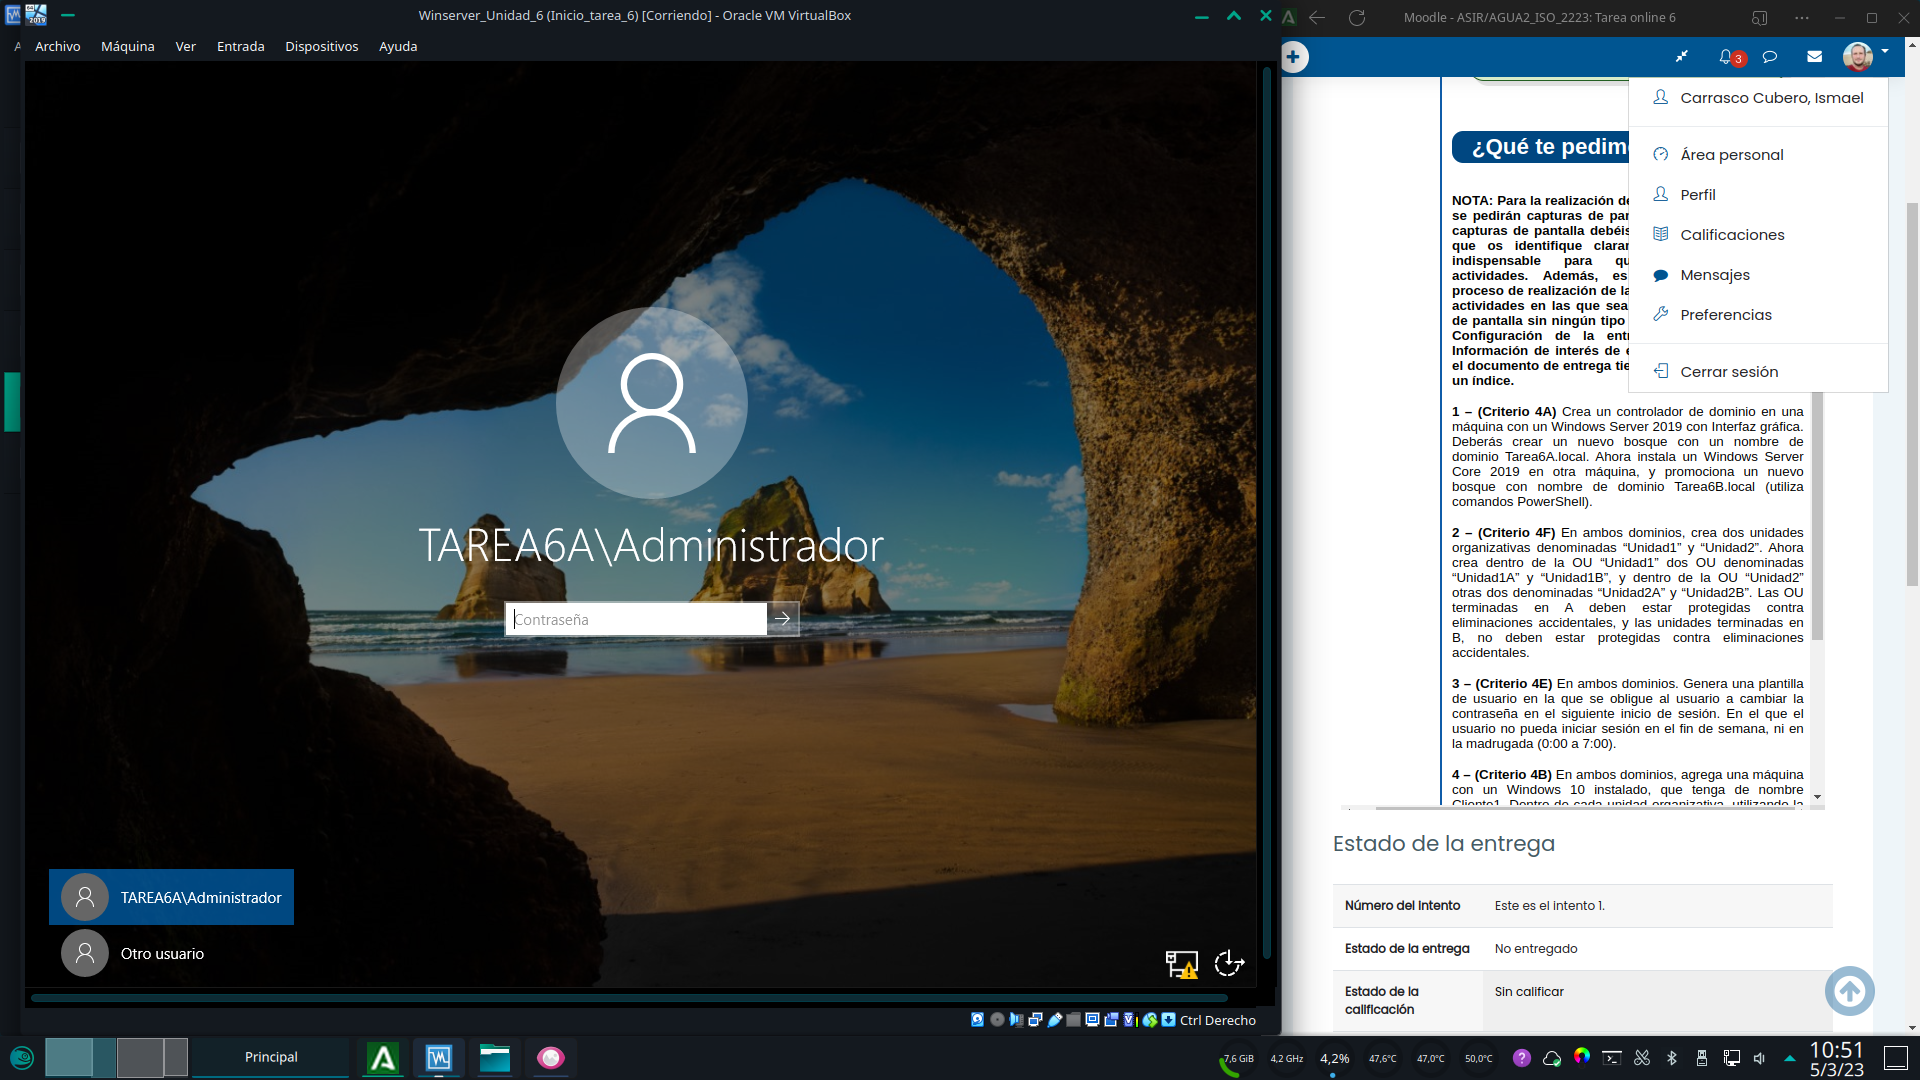 Winserver_Unidad_6 (Inicio_tarea_6) [Corriendo] - Oracle VM VirtualBox
Archivo Máquina Ver Entrada Dispositivos Ayuda
TAREA6A\Administrador
Contraseña
TAREA6A\Administrador
Otro usuario
Ctrl Derecho
Moodle - ASIR/AGUA2_ISO_2223: Tarea online 6
3
Carrasco Cubero, Ismael
Área personal
Perfil
Calificaciones
Mensajes
Preferencias
Cerrar sesión
¿Qué te pedim
NOTA: Para la realización de
se pedirán capturas de pan
capturas de pantalla debéis
que os identifique claran
indispensable para qu
actividades. Además, es
proceso de realización de la
actividades en las que sea
de pantalla sin ningún tipo
Configuración de la entr
Información de interés de e
el documento de entrega tie
un índice.
1 – (Criterio 4A) Crea un controlador de dominio en una
máquina con un Windows Server 2019 con Interfaz gráfica.
Deberás crear un nuevo bosque con un nombre de
dominio Tarea6A.local. Ahora instala un Windows Server
Core 2019 en otra máquina, y promociona un nuevo
bosque con nombre de dominio Tarea6B.local (utiliza
comandos PowerShell).
2 – (Criterio 4F) En ambos dominios, crea dos unidades
organizativas denominadas “Unidad1” y “Unidad2”. Ahora
crea dentro de la OU “Unidad1” dos OU denominadas
“Unidad1A” y “Unidad1B”, y dentro de la OU “Unidad2”
otras dos denominadas “Unidad2A” y “Unidad2B”. Las OU
terminadas en A deben estar protegidas contra
eliminaciones accidentales, y las unidades terminadas en
B, no deben estar protegidas contra eliminaciones
accidentales.
3 – (Criterio 4E) En ambos dominios. Genera una plantilla
de usuario en la que se obligue al usuario a cambiar la
contraseña en el siguiente inicio de sesión. En el que el
usuario no pueda iniciar sesión en el fin de semana, ni en
la madrugada (0:00 a 7:00).
4 – (Criterio 4B) En ambos dominios, agrega una máquina
con un Windows 10 instalado, que tenga de nombre
Cliente1. Dentro de cada unidad organizativa, utilizando la
Estado de la entrega
Número del intento Este es el intento 1.
Estado de la entrega No entregado
Estado de la calificación Sin calificar
Principal
7,6 GiB 4,2 GHz 4,2% 47,6°C 47,0°C 50,0°C
10:51
5/3/23